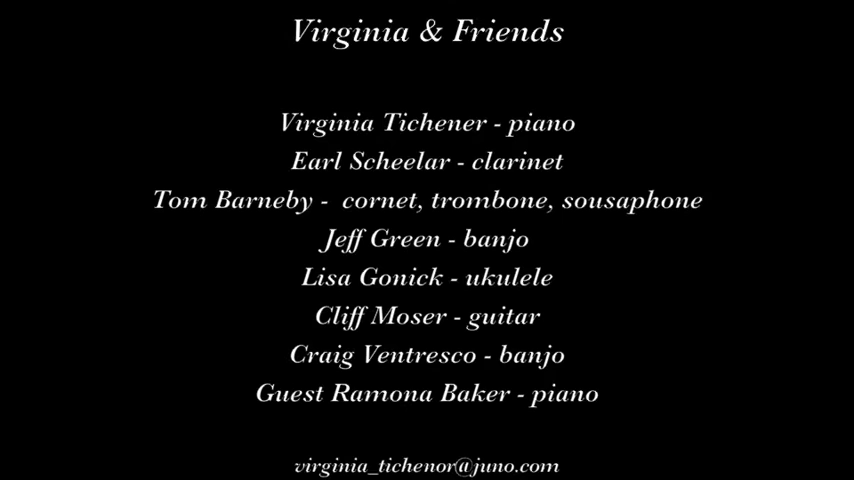 Virginia & Friends
Virginia Tichener - piano
Earl Scheelar - clarinet
Tom Barneby - cornet, trombone, sousaphone
Jeff Green - banjo
Lisa Gonick - ukulele
Cliff Moser - guitar
Craig Ventresco - banjo
Guest Ramona Baker - piano
virginia_tichenor@juno.com